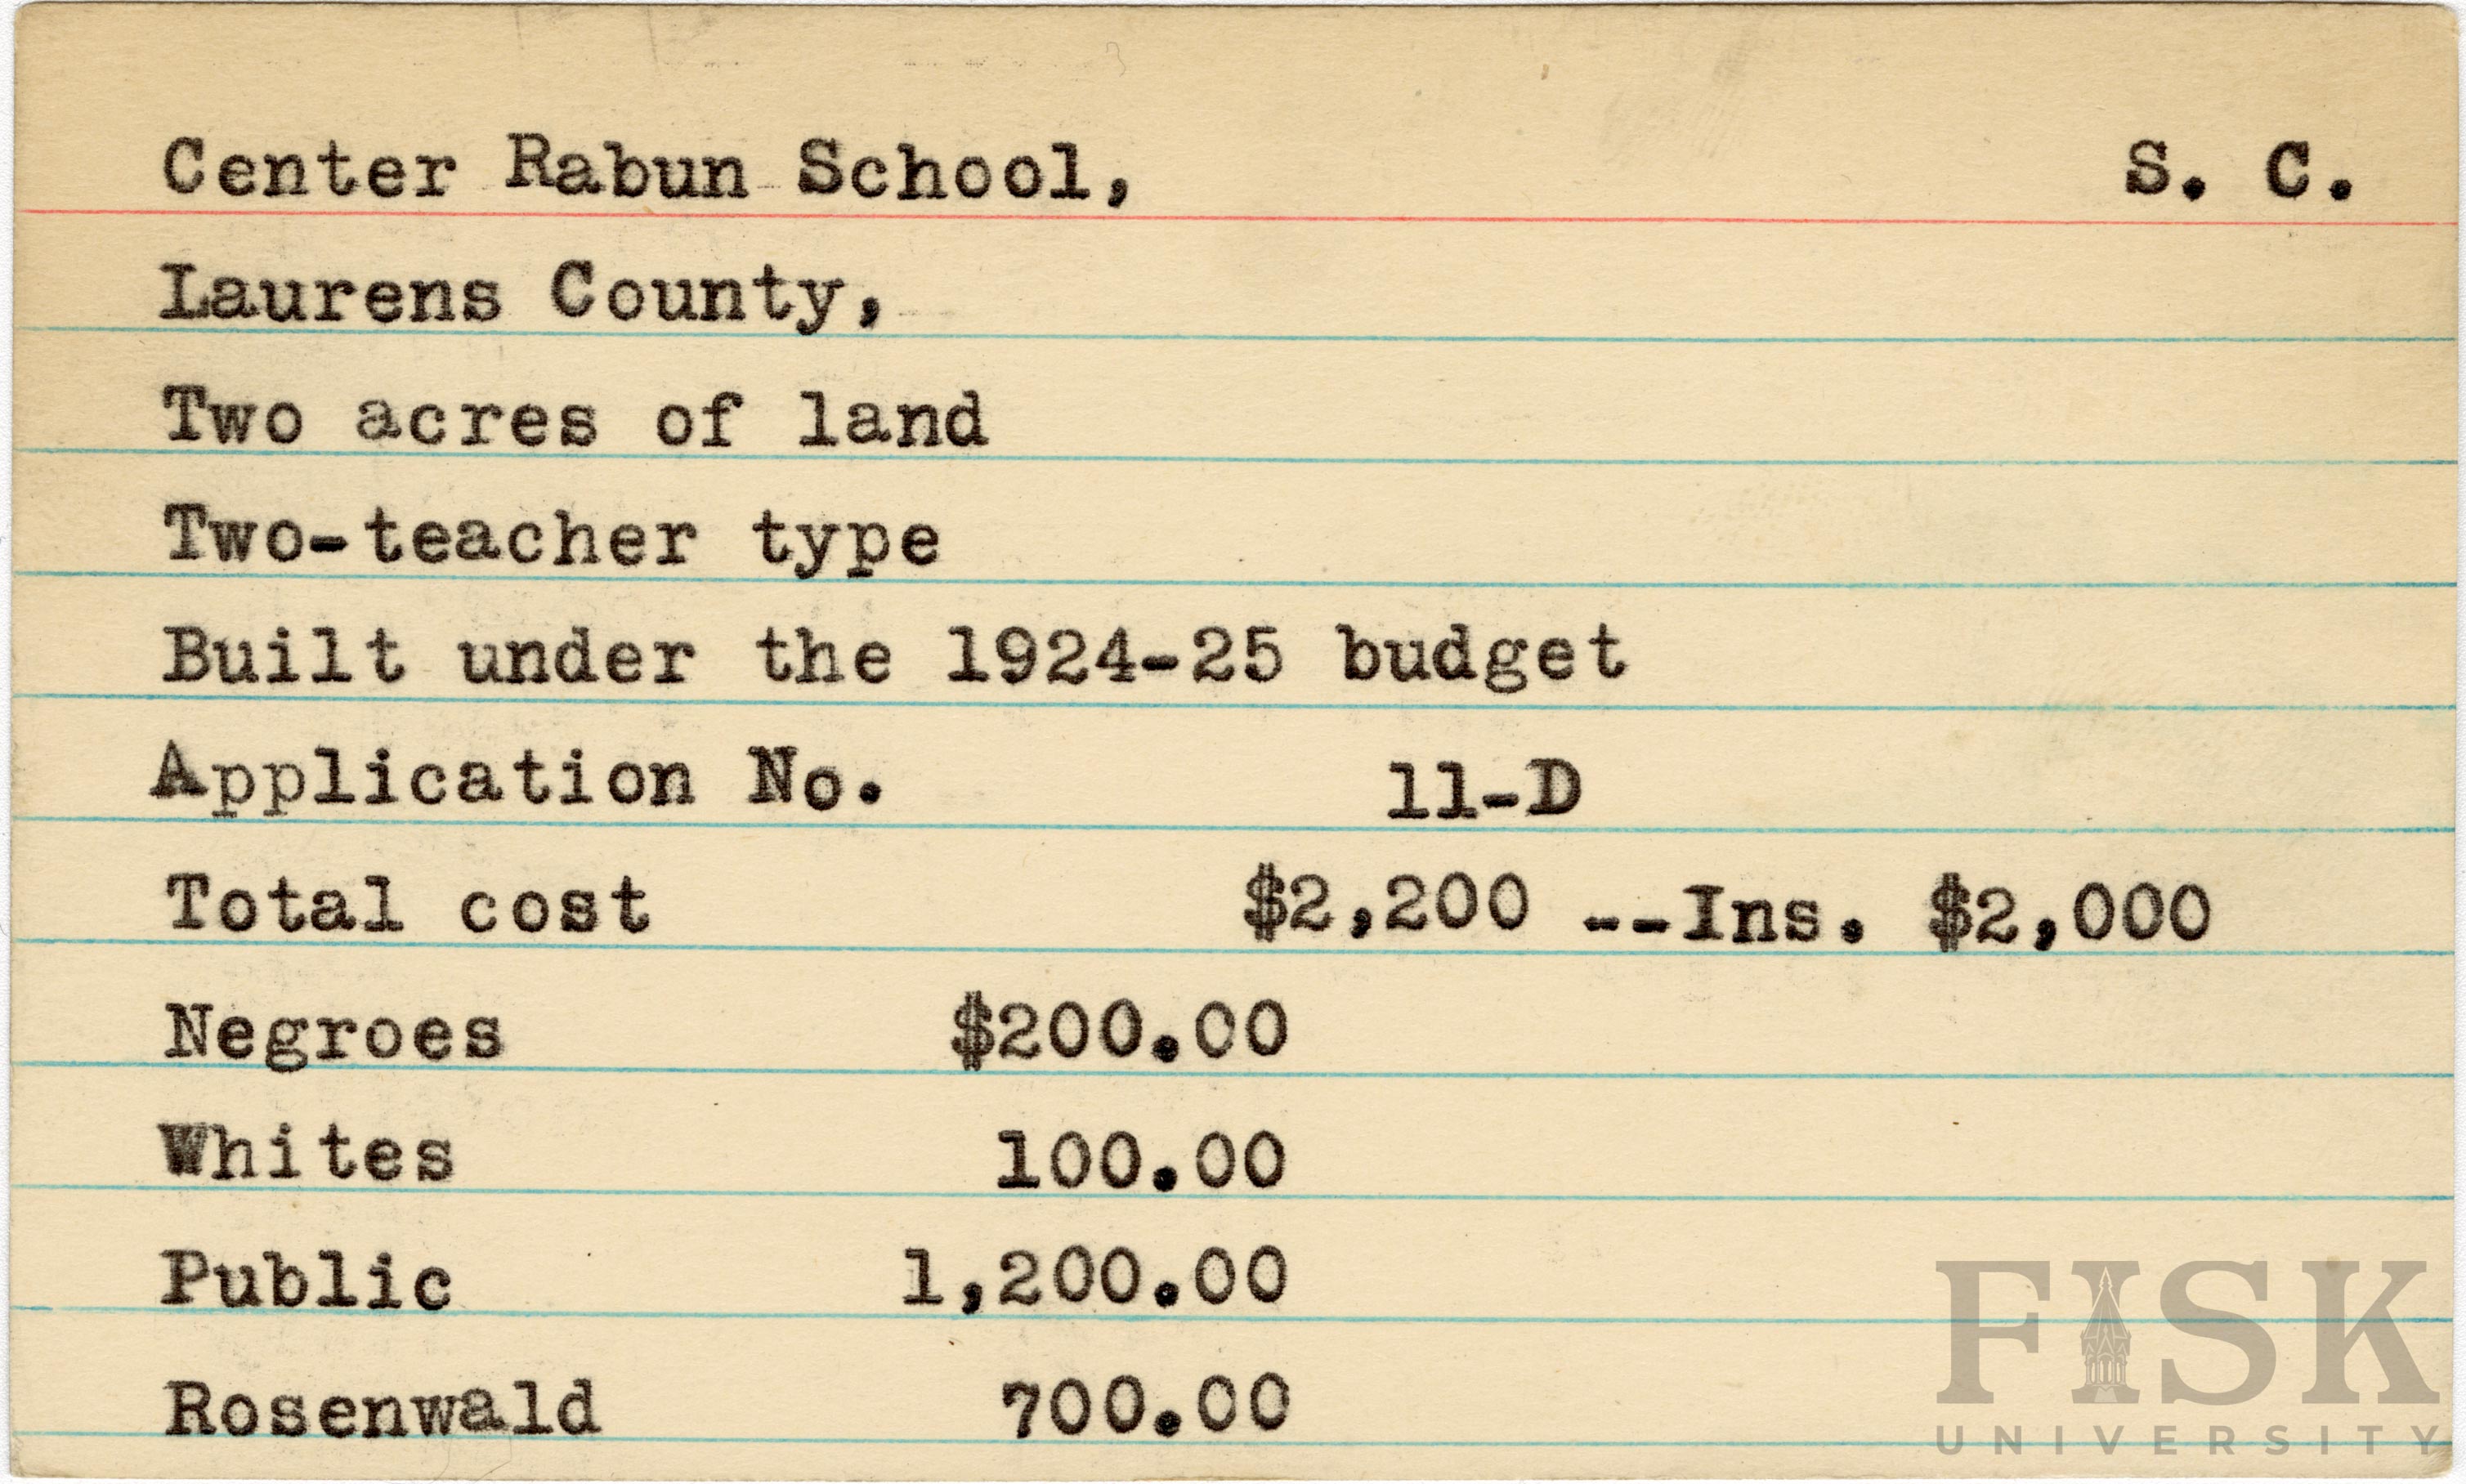 Center Rabun School, S. C.
Laurens County,
Two acres of land
Two-teacher type
Built under the 1924-25 budget
Application No. 11-D
Total cost $2,200 --Ins. $2,000
Negroes $200.00
Whites 100.00
Public 1,200.00
Rosenwald 700.00
FISK
UNIVERSITY